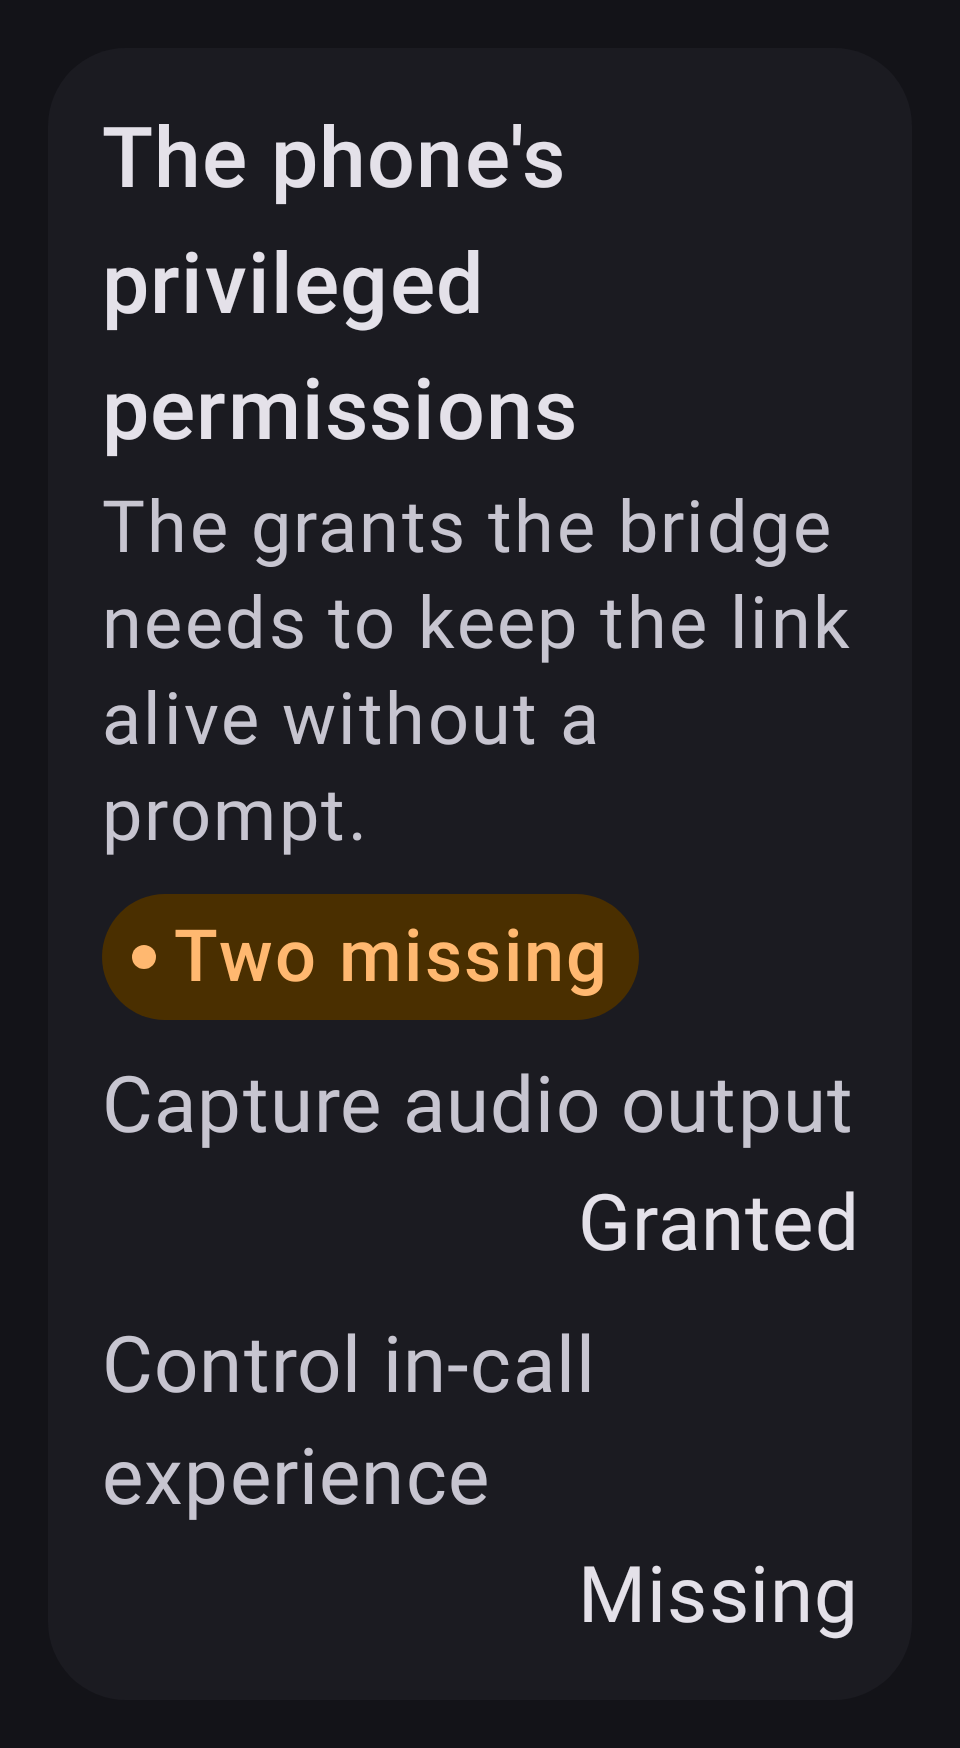 The phone's
privileged
permissions
The grants the bridge
needs to keep the link
alive without a
prompt.
Two missing
Capture audio output
Granted
Control in-call
experience
Missing